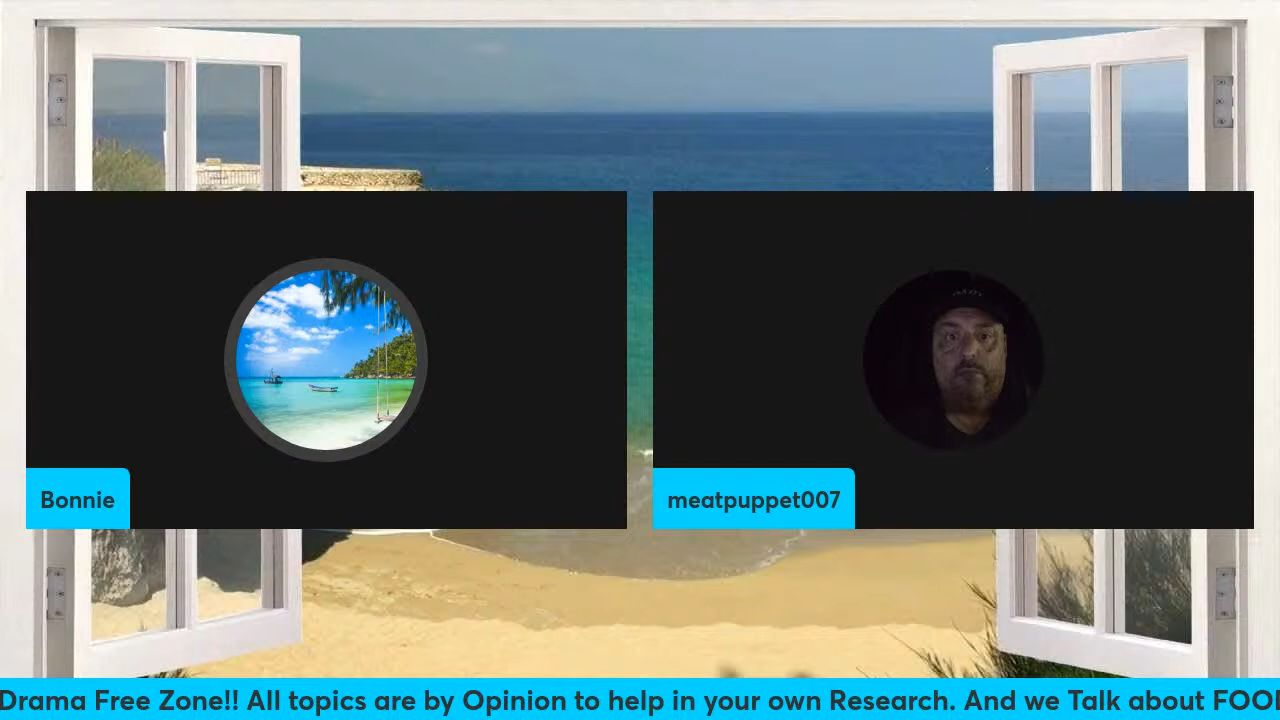 Bonnie
meatpuppet007
Drama Free Zone!! All topics are by Opinion to help in your own Research. And we Talk about